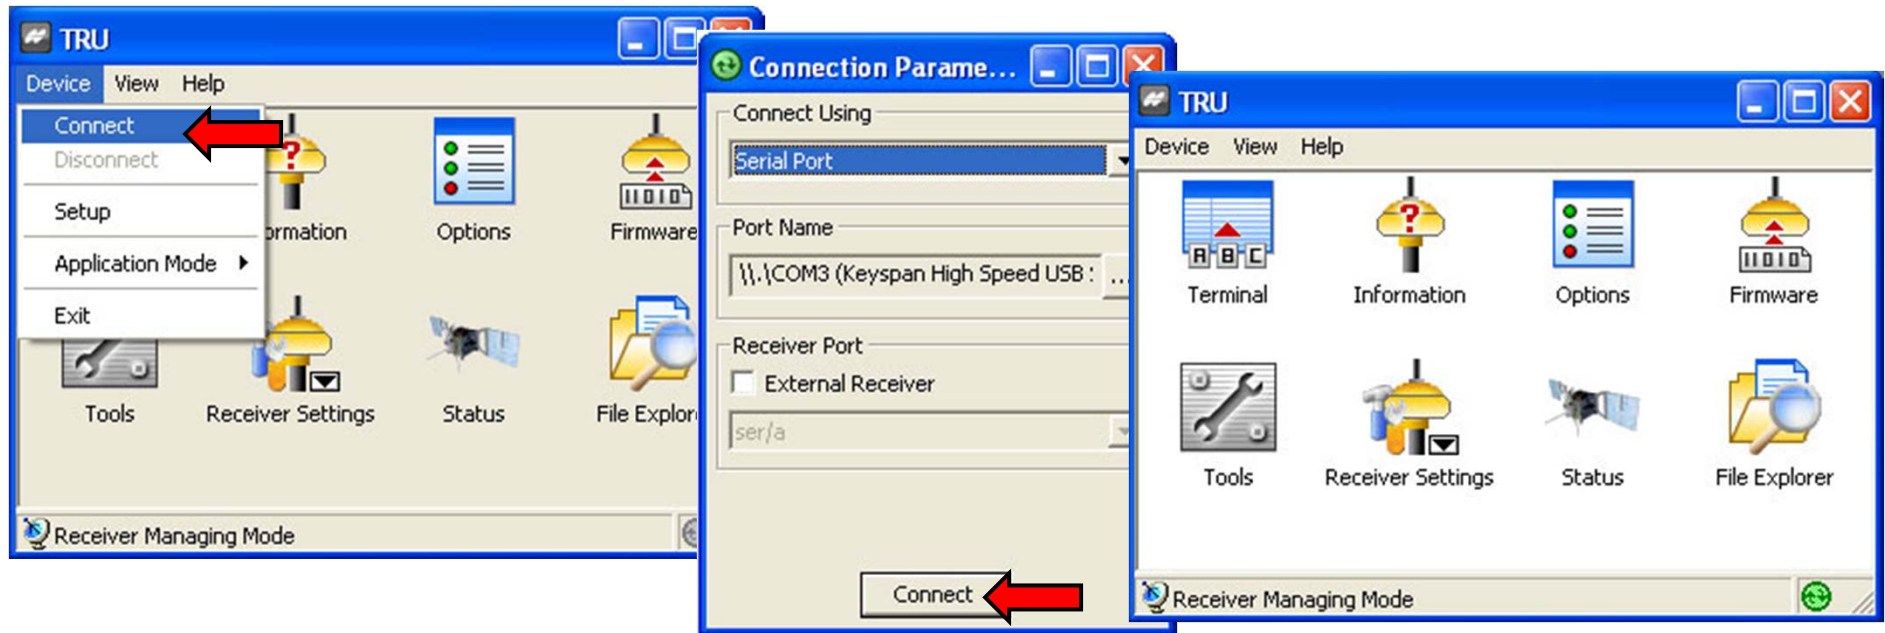 TRU
Device View Help
Connect
Disconnect
Setup
Application Mode
Exit
ormation
Options
Firmware
Tools
Receiver Settings
Status
File Explor
Receiver Managing Mode
Connection Parame...
Connect Using
Serial Port
Port Name
\\.\COM3 (Keyspan High Speed USB :
...
Receiver Port
External Receiver
ser/a
Connect
TRU
Device View Help
A B C
Terminal
?
Information
Options
11010
Firmware
Tools
Receiver Settings
Status
File Explorer
Receiver Managing Mode